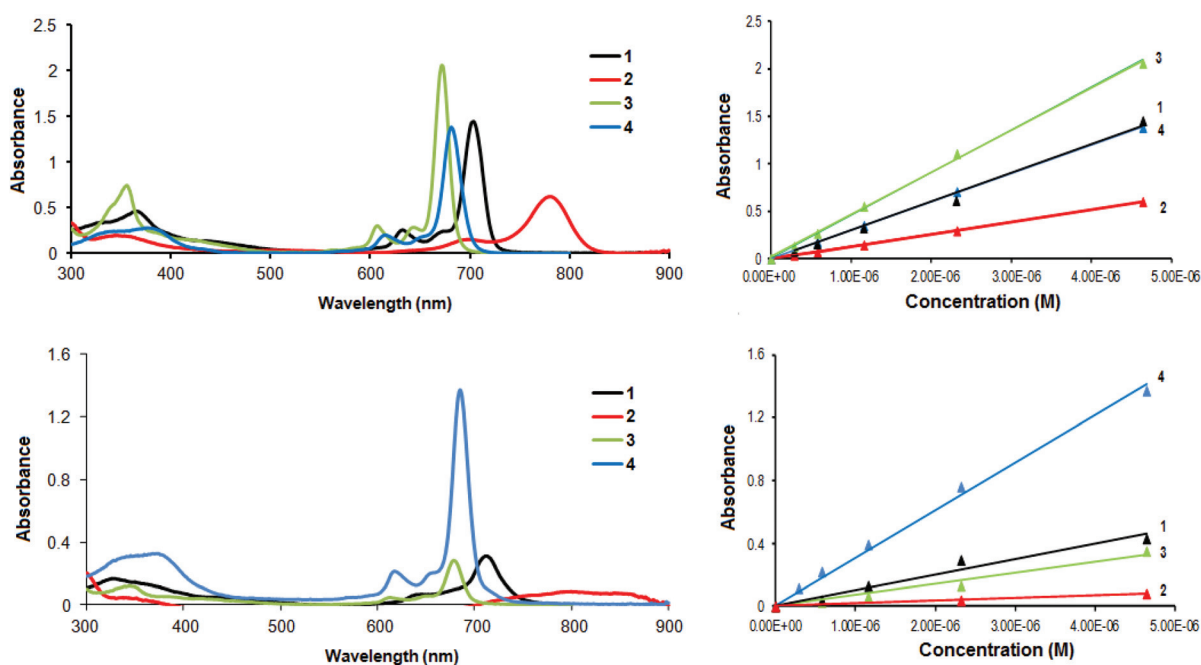 2.5
2
1.5
1
0.5
0
300
400
500
600
700
800
900
Absorbance
Wavelength (nm)
1
2
3
4
2.5
2
1.5
1
0.5
0
0.00E+00
1.00E-06
2.00E-06
3.00E-06
4.00E-06
5.00E-06
Absorbance
Concentration (M)
3
1
4
2
1.6
1.2
0.8
0.4
0
300
400
500
600
700
800
900
Absorbance
Wavelength (nm)
1
2
3
4
1.6
1.2
0.8
0.4
0
0.00E+00
1.00E-06
2.00E-06
3.00E-06
4.00E-06
5.00E-06
Absorbance
Concentration (M)
4
1
3
2